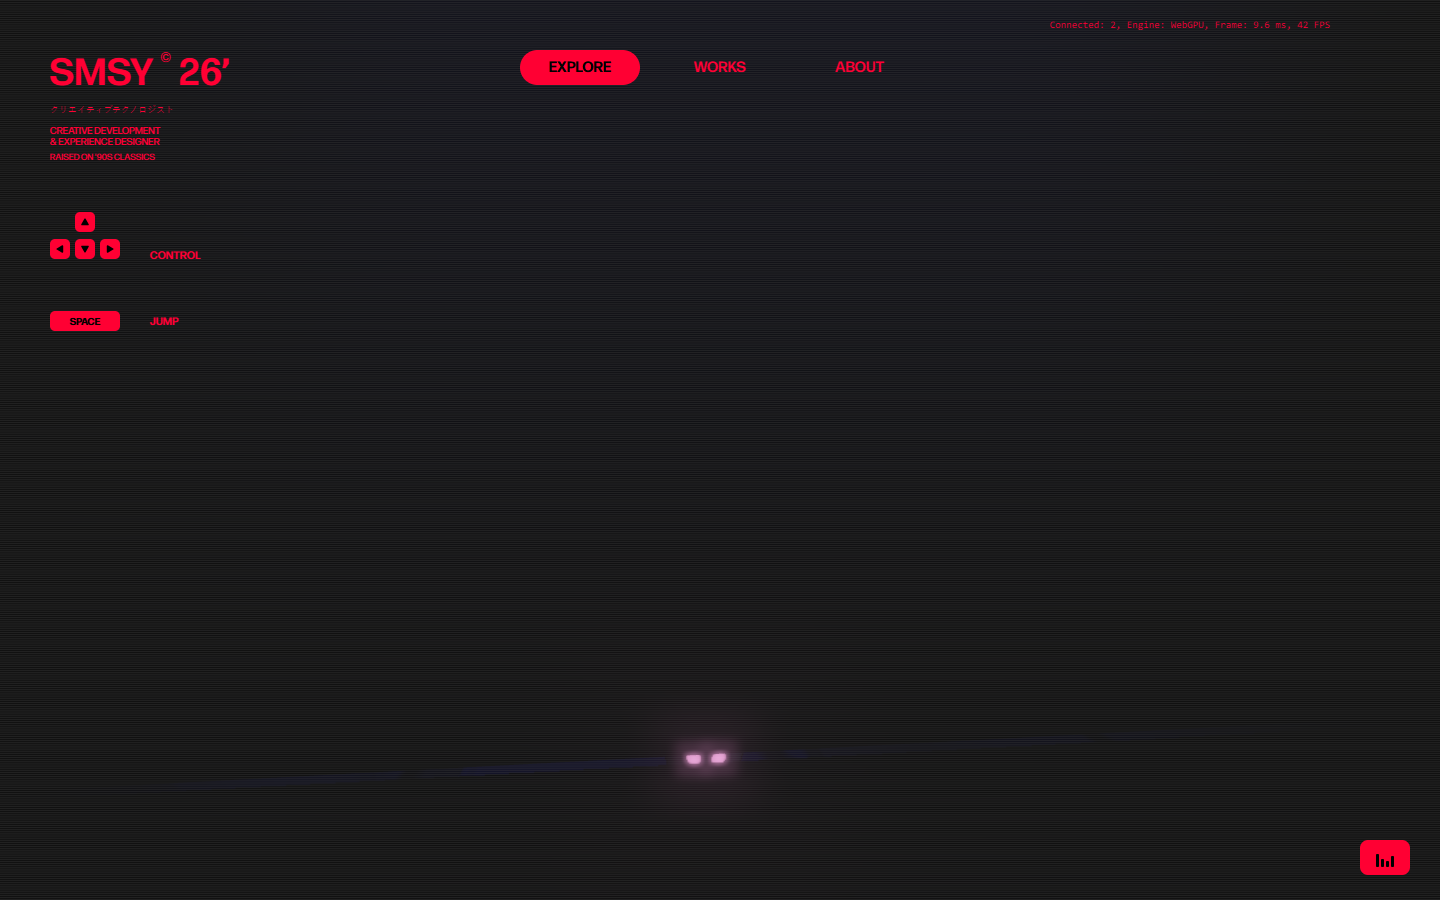 Connected: 2, Engine: WebGPU, Frame: 9.6 ms, 42 FPS
SMSY © 26’
EXPLORE
WORKS
ABOUT
クリエイティブテクノロジスト
CREATIVE DEVELOPMENT
& EXPERIENCE DESIGNER
RAISED ON ’90S CLASSICS
CONTROL
SPACE
JUMP